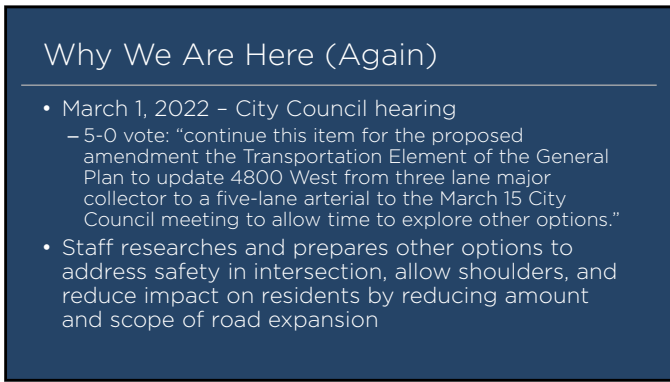 Why We Are Here (Again)
• March 1, 2022 – City Council hearing
– 5-0 vote: “continue this item for the proposed
amendment the Transportation Element of the General
Plan to update 4800 West from three lane major
collector to a five-lane arterial to the March 15 City
Council meeting to allow time to explore other options.”
• Staff researches and prepares other options to
address safety in intersection, allow shoulders, and
reduce impact on residents by reducing amount
and scope of road expansion